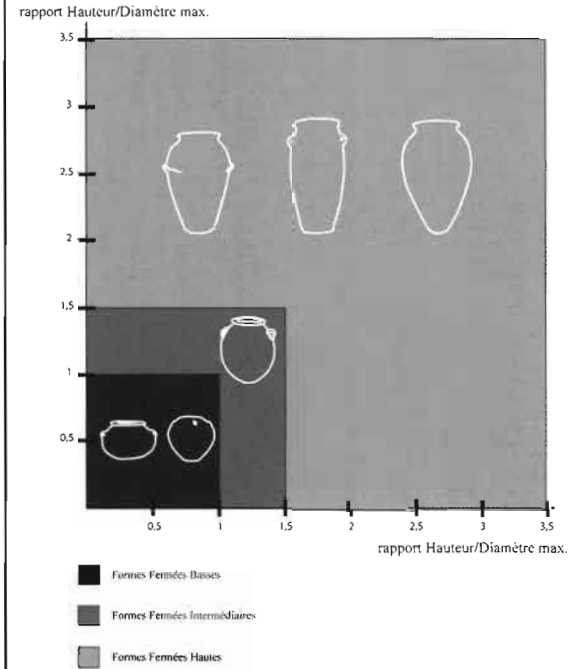 rapport Hauteur/Diamètre max.
3,5
3
2,5
2
1,5
1
0,5
0,5
1
1,5
2
2,5
3
3,5
rapport Hauteur/Diamètre max.
Formes Fermées Basses
Formes Fermées Intermédiaires
Formes Fermées Hautes